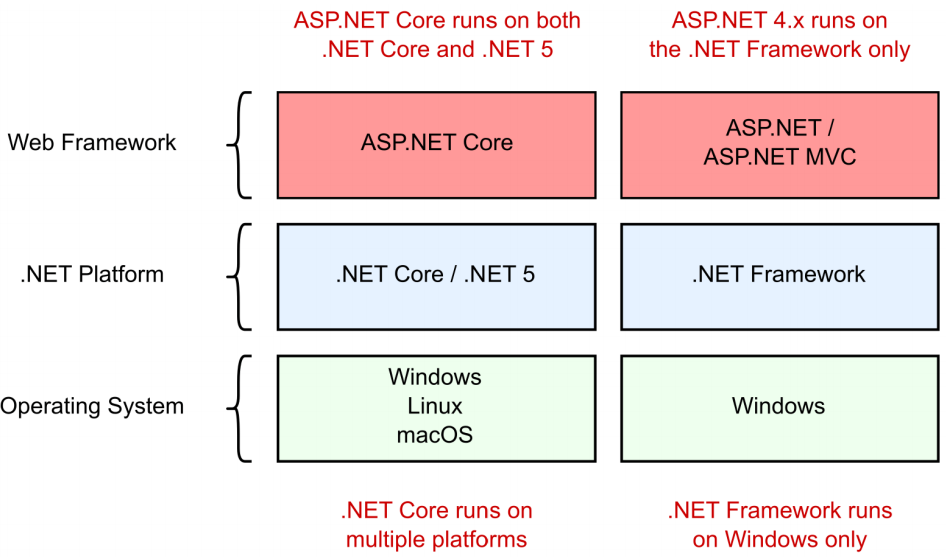 ASP.NET Core runs on both
.NET Core and .NET 5
ASP.NET 4.x runs on
the .NET Framework only
Web Framework
ASP.NET Core
ASP.NET /
ASP.NET MVC
.NET Platform
.NET Core / .NET 5
.NET Framework
Operating System
Windows
Linux
macOS
Windows
.NET Core runs on
multiple platforms
.NET Framework runs
on Windows only